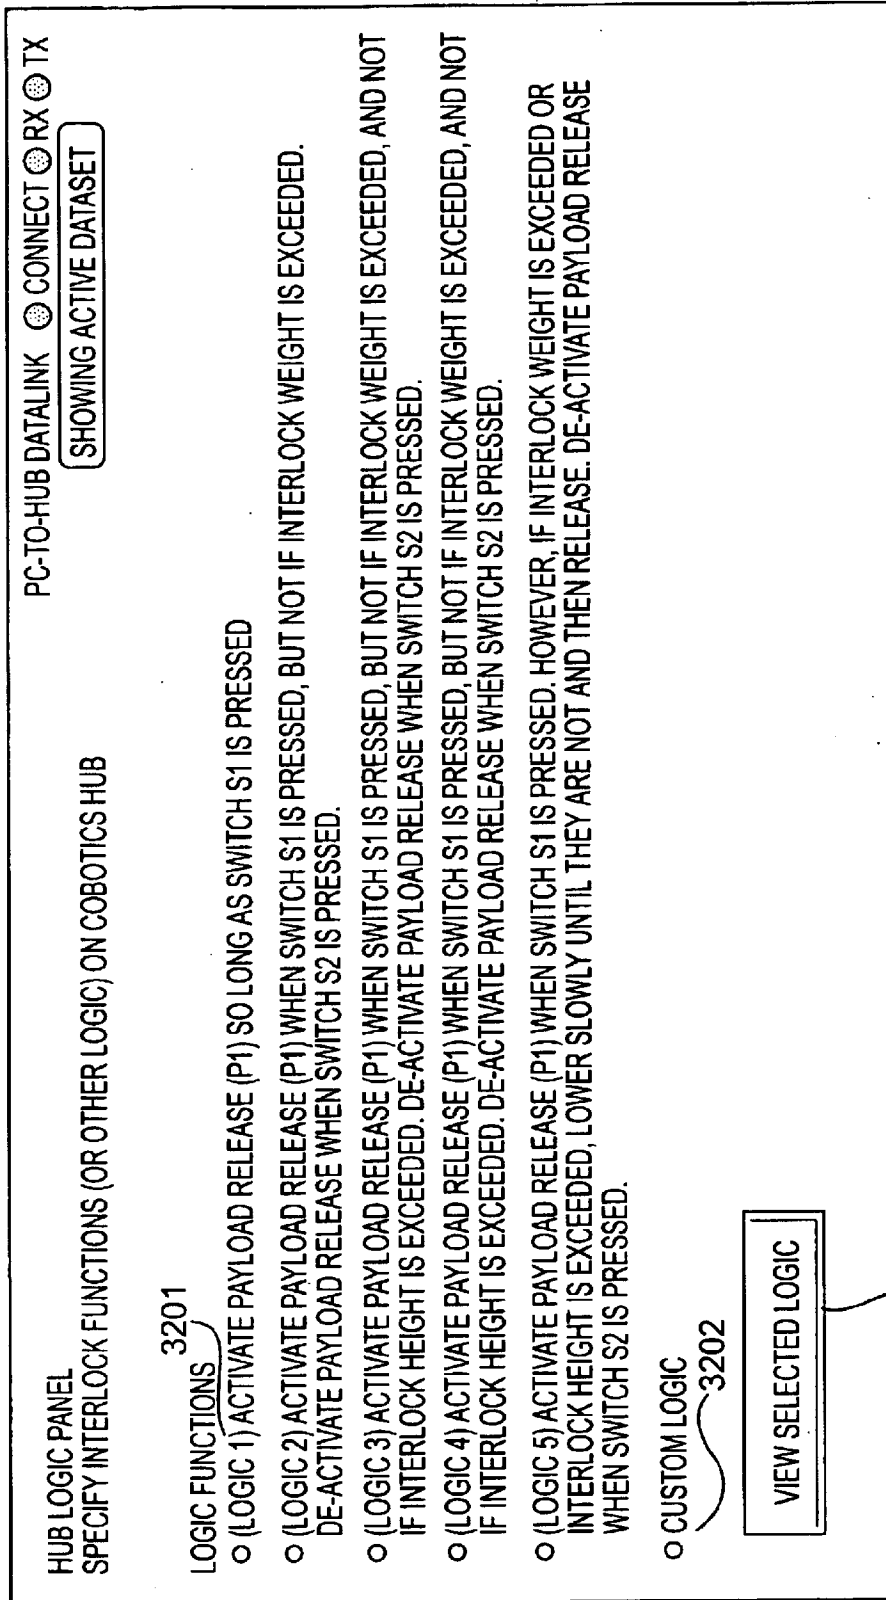 HUB LOGIC PANEL
SPECIFY INTERLOCK FUNCTIONS (OR OTHER LOGIC) ON COBOTICS HUB
PC-TO-HUB DATALINK CONNECT RX TX
SHOWING ACTIVE DATASET
3201
LOGIC FUNCTIONS
(LOGIC 1) ACTIVATE PAYLOAD RELEASE (P1) SO LONG AS SWITCH S1 IS PRESSED
(LOGIC 2) ACTIVATE PAYLOAD RELEASE (P1) WHEN SWITCH S1 IS PRESSED, BUT NOT IF INTERLOCK WEIGHT IS EXCEEDED.
DE-ACTIVATE PAYLOAD RELEASE WHEN SWITCH S2 IS PRESSED.
(LOGIC 3) ACTIVATE PAYLOAD RELEASE (P1) WHEN SWITCH S1 IS PRESSED, BUT NOT IF INTERLOCK WEIGHT IS EXCEEDED, AND NOT
IF INTERLOCK HEIGHT IS EXCEEDED. DE-ACTIVATE PAYLOAD RELEASE WHEN SWITCH S2 IS PRESSED.
(LOGIC 4) ACTIVATE PAYLOAD RELEASE (P1) WHEN SWITCH S1 IS PRESSED, BUT NOT IF INTERLOCK WEIGHT IS EXCEEDED, AND NOT
IF INTERLOCK HEIGHT IS EXCEEDED. DE-ACTIVATE PAYLOAD RELEASE WHEN SWITCH S2 IS PRESSED.
(LOGIC 5) ACTIVATE PAYLOAD RELEASE (P1) WHEN SWITCH S1 IS PRESSED. HOWEVER, IF INTERLOCK WEIGHT IS EXCEEDED OR
INTERLOCK HEIGHT IS EXCEEDED, LOWER SLOWLY UNTIL THEY ARE NOT AND THEN RELEASE. DE-ACTIVATE PAYLOAD RELEASE
WHEN SWITCH S2 IS PRESSED.
CUSTOM LOGIC
3202
VIEW SELECTED LOGIC